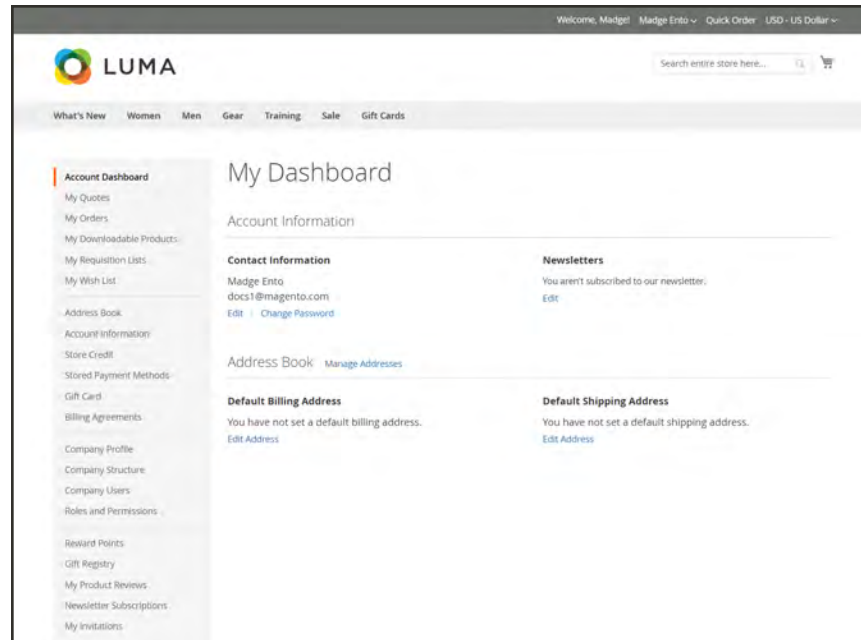 Welcome, Madge! Madge Ento Quick Order USD - US Dollar
LUMA
Search entire store here...
What's New Women Men Gear Training Sale Gift Cards
Account Dashboard
My Quotes
My Orders
My Downloadable Products
My Requisition Lists
My Wish List
Address Book
Account Information
Store Credit
Stored Payment Methods
Gift Card
Billing Agreements
Company Profile
Company Structure
Company Users
Roles and Permissions
Reward Points
Gift Registry
My Product Reviews
Newsletter Subscriptions
My Invitations
My Dashboard
Account Information
Contact Information
Madge Ento
docs1@magento.com
Edit | Change Password
Newsletters
You aren't subscribed to our newsletter.
Edit
Address Book Manage Addresses
Default Billing Address
You have not set a default billing address.
Edit Address
Default Shipping Address
You have not set a default shipping address.
Edit Address